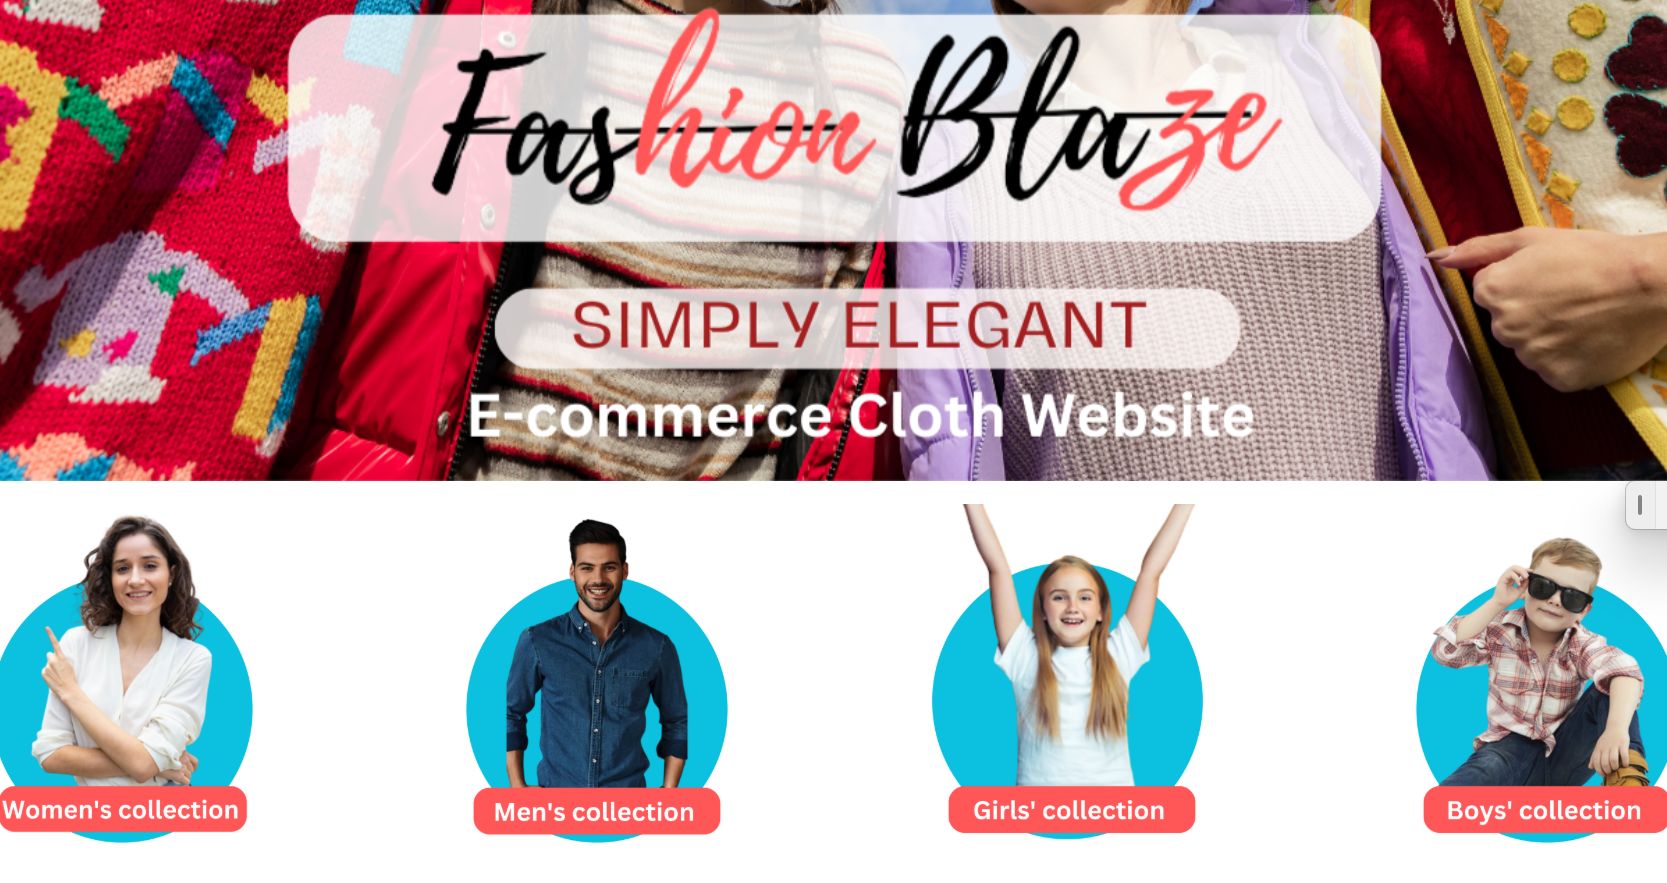 Fashion Blaze
SIMPLY ELEGANT
E-commerce Cloth Website
Women's collection
Men's collection
Girls' collection
Boys' collection